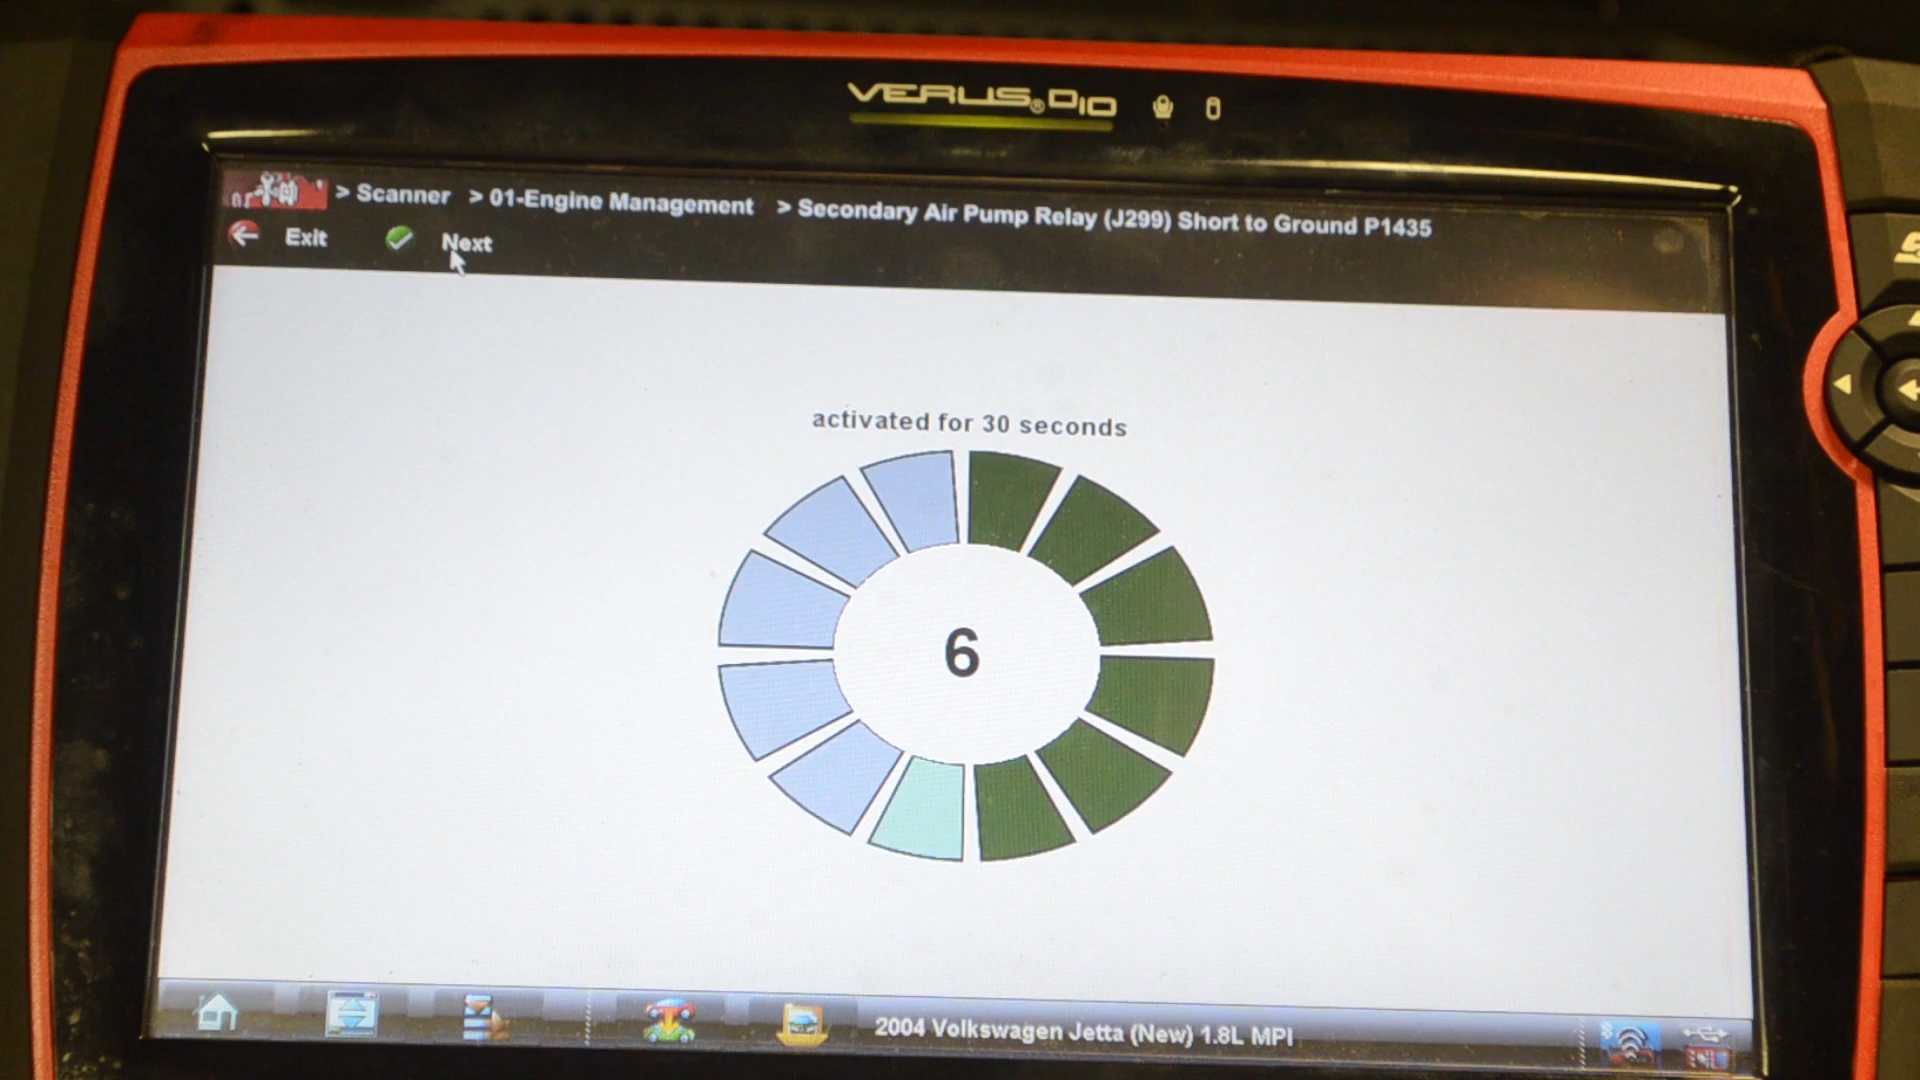 VERUS® D10
> Scanner > 01-Engine Management > Secondary Air Pump Relay (J299) Short to Ground P1435
Exit Next
activated for 30 seconds
6
2004 Volkswagen Jetta (New) 1.8L MPI